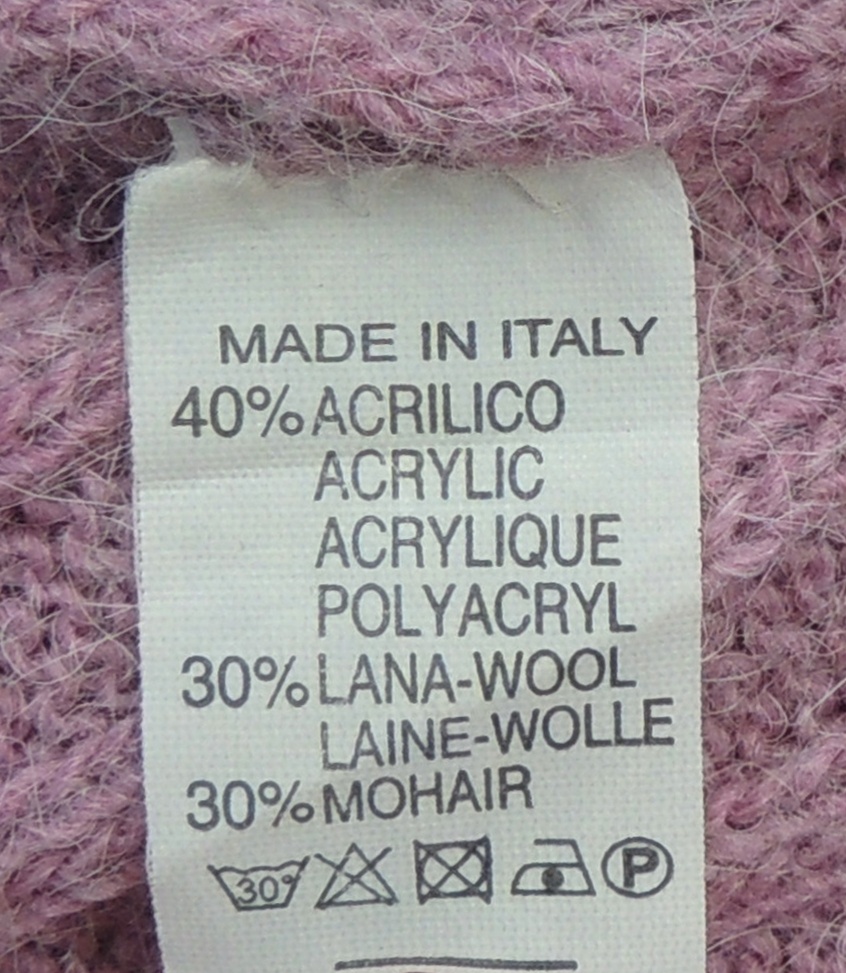 MADE IN ITALY
40% ACRILICO
ACRYLIC
ACRYLIQUE
POLYACRYL
30% LANA-WOOL
LAINE-WOLLE
30% MOHAIR
30° P